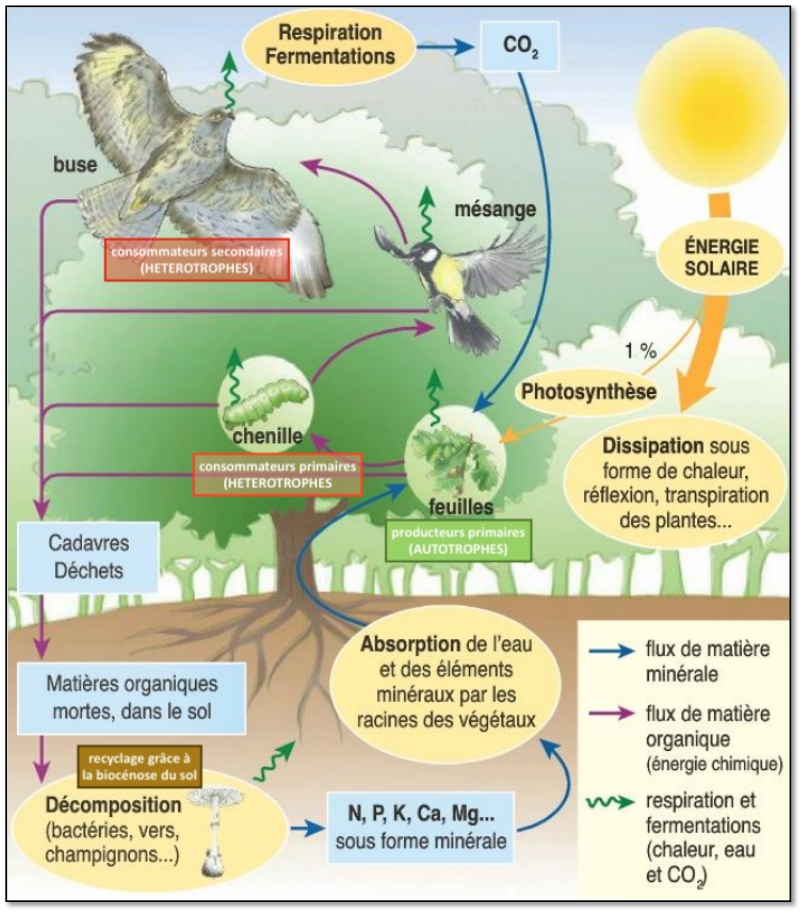 Respiration
Fermentations
CO₂
buse
mésange
consommateurs secondaires
(HETEROTROPHES)
ÉNERGIE
SOLAIRE
1 %
Photosynthèse
chenille
consommateurs primaires
(HETEROTROPHES
feuilles
producteurs primaires
(AUTOTROPHES)
Dissipation sous
forme de chaleur,
réflexion, transpiration
des plantes...
Cadavres
Déchets
Absorption de l'eau
et des éléments
minéraux par les
racines des végétaux
Matières organiques
mortes, dans le sol
recyclage grâce à
la biocénose du sol
Décomposition
(bactéries, vers,
champignons...)
N, P, K, Ca, Mg...
sous forme minérale
flux de matière
minérale
flux de matière
organique
(énergie chimique)
respiration et
fermentations
(chaleur, eau
et CO₂)